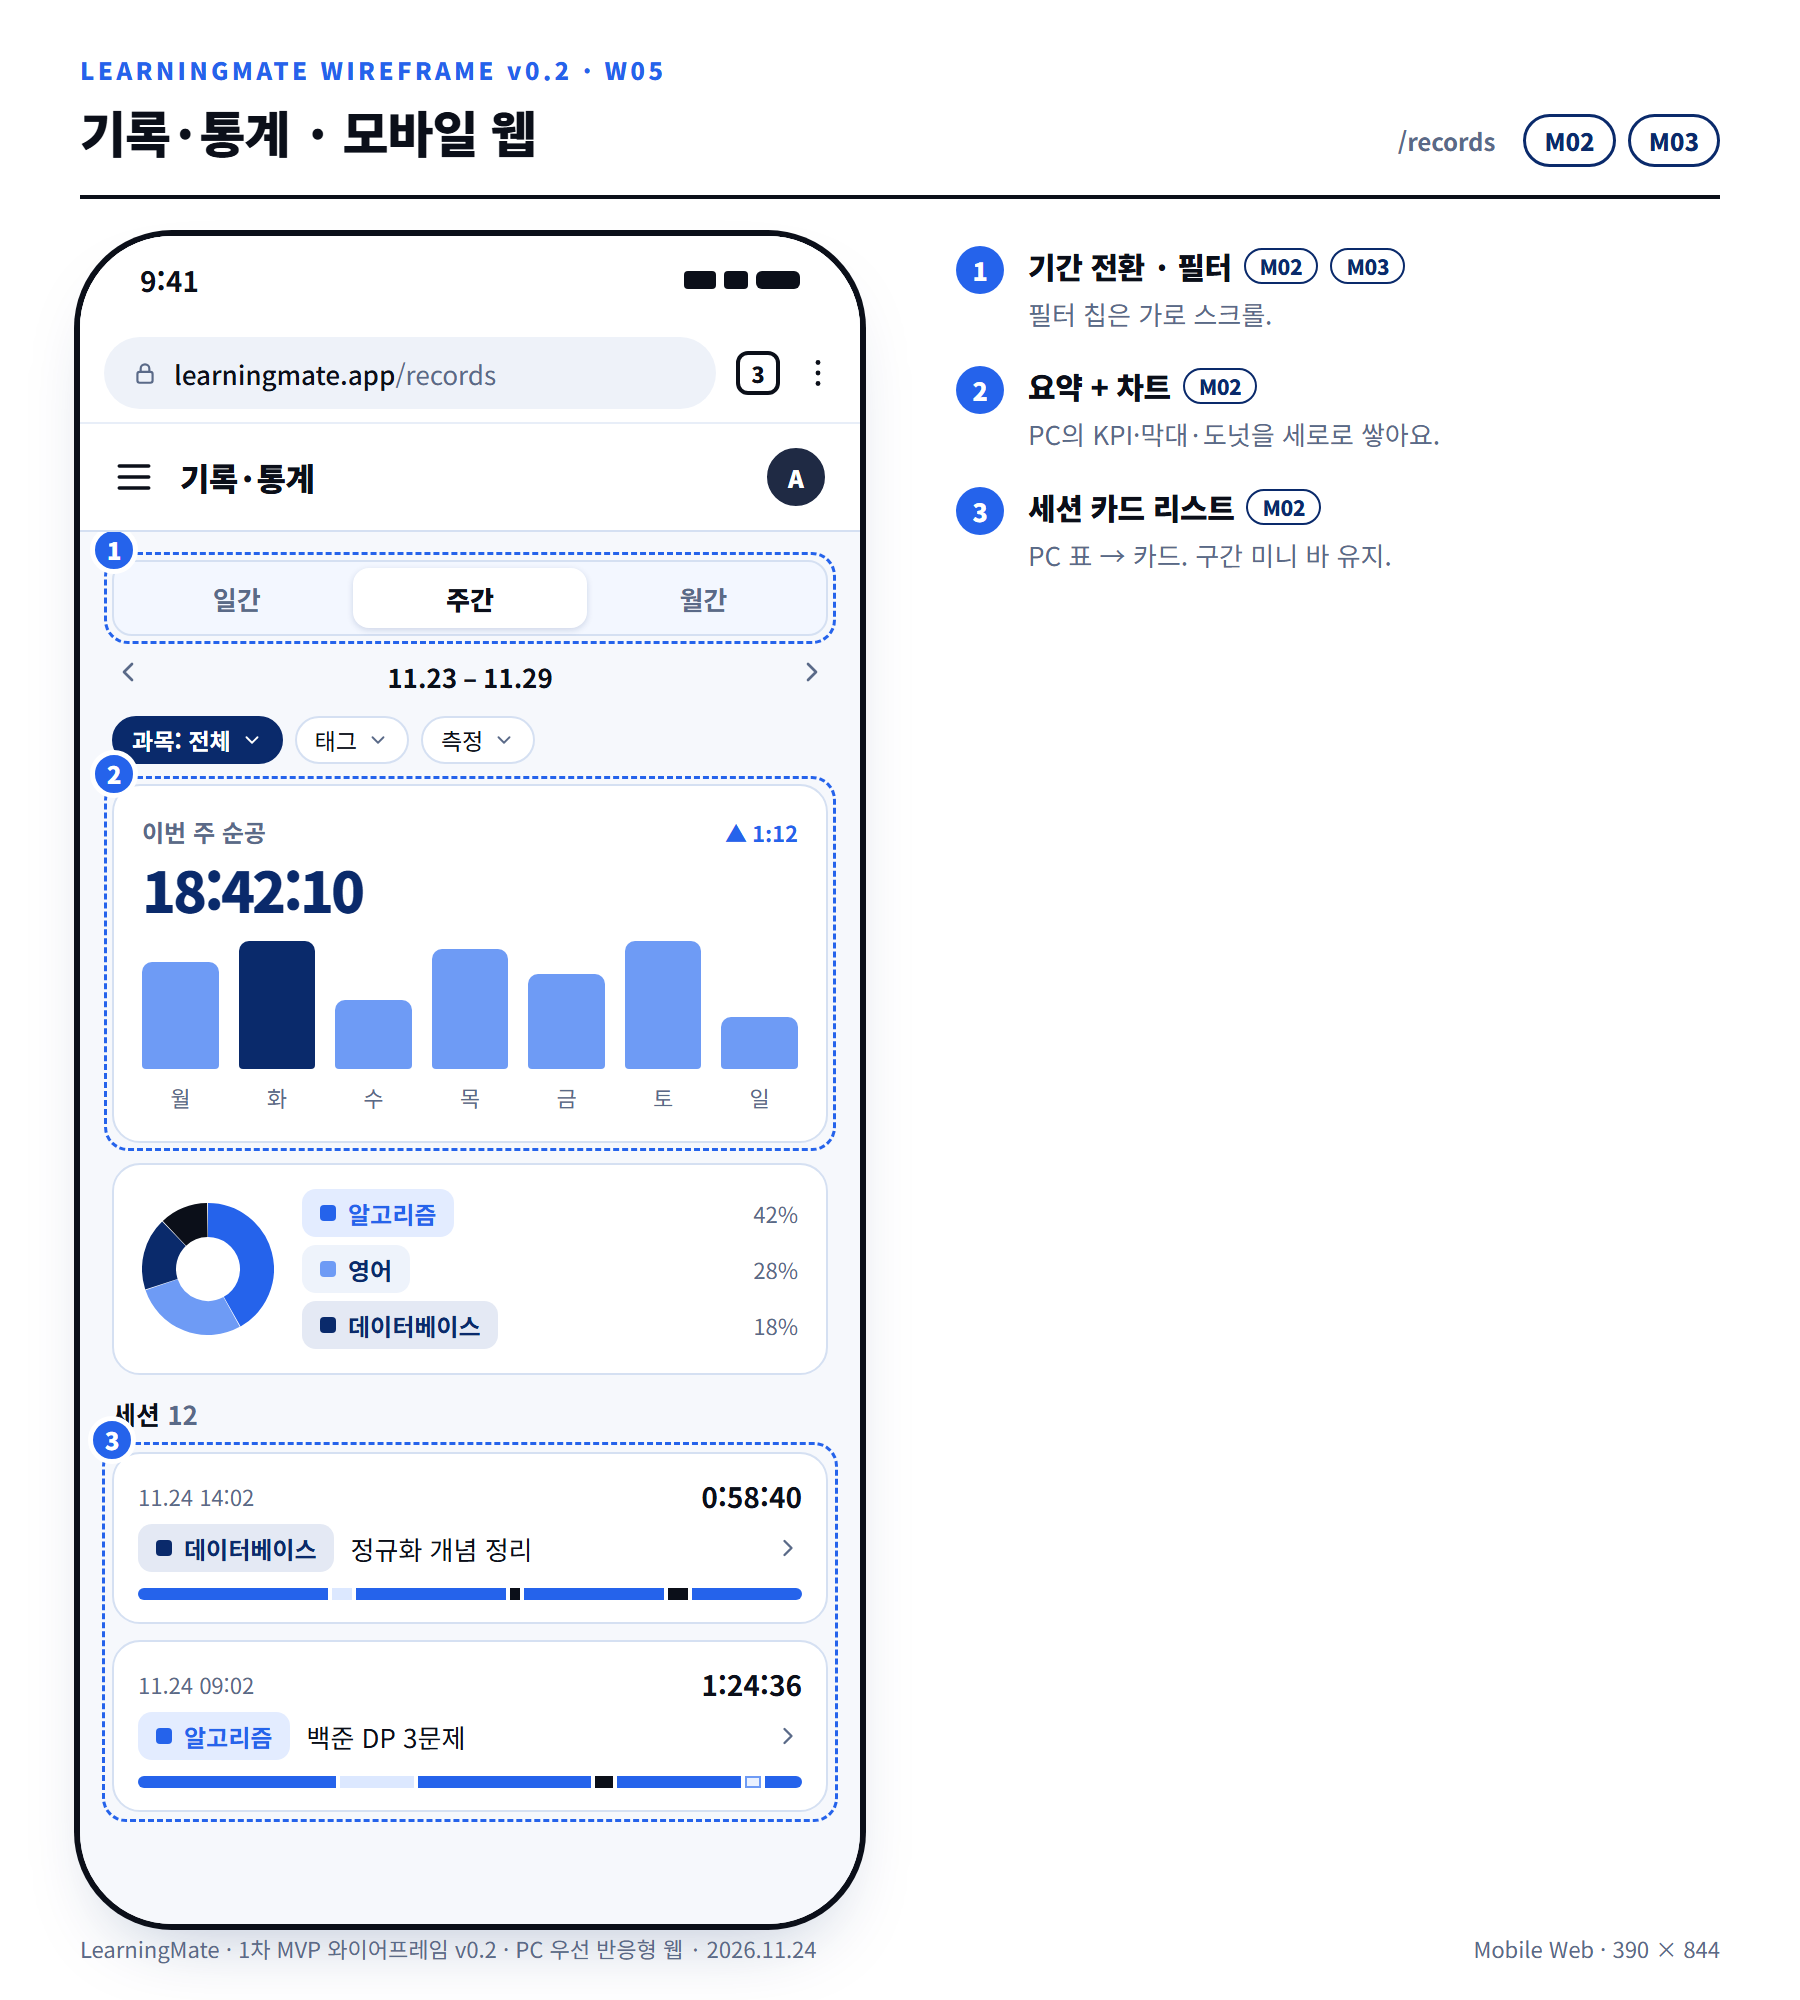 LEARNINGMATE WIREFRAME v0.2 · W05
기록·통계 · 모바일 웹
/records M02 M03
9:41
learningmate.app/records 3
기록·통계 A
1
일간 주간 월간
11.23 – 11.29
과목: 전체 태그 측정
2
이번 주 순공 ▲ 1:12
18:42:10
월 화 수 목 금 토 일
알고리즘 42%
영어 28%
데이터베이스 18%
세션 12
3
11.24 14:02 0:58:40
데이터베이스 정규화 개념 정리
11.24 09:02 1:24:36
알고리즘 백준 DP 3문제
1 기간 전환 · 필터 M02 M03
필터 칩은 가로 스크롤.
2 요약 + 차트 M02
PC의 KPI·막대·도넛을 세로로 쌓아요.
3 세션 카드 리스트 M02
PC 표 → 카드. 구간 미니 바 유지.
LearningMate · 1차 MVP 와이어프레임 v0.2 · PC 우선 반응형 웹 · 2026.11.24
Mobile Web · 390 × 844